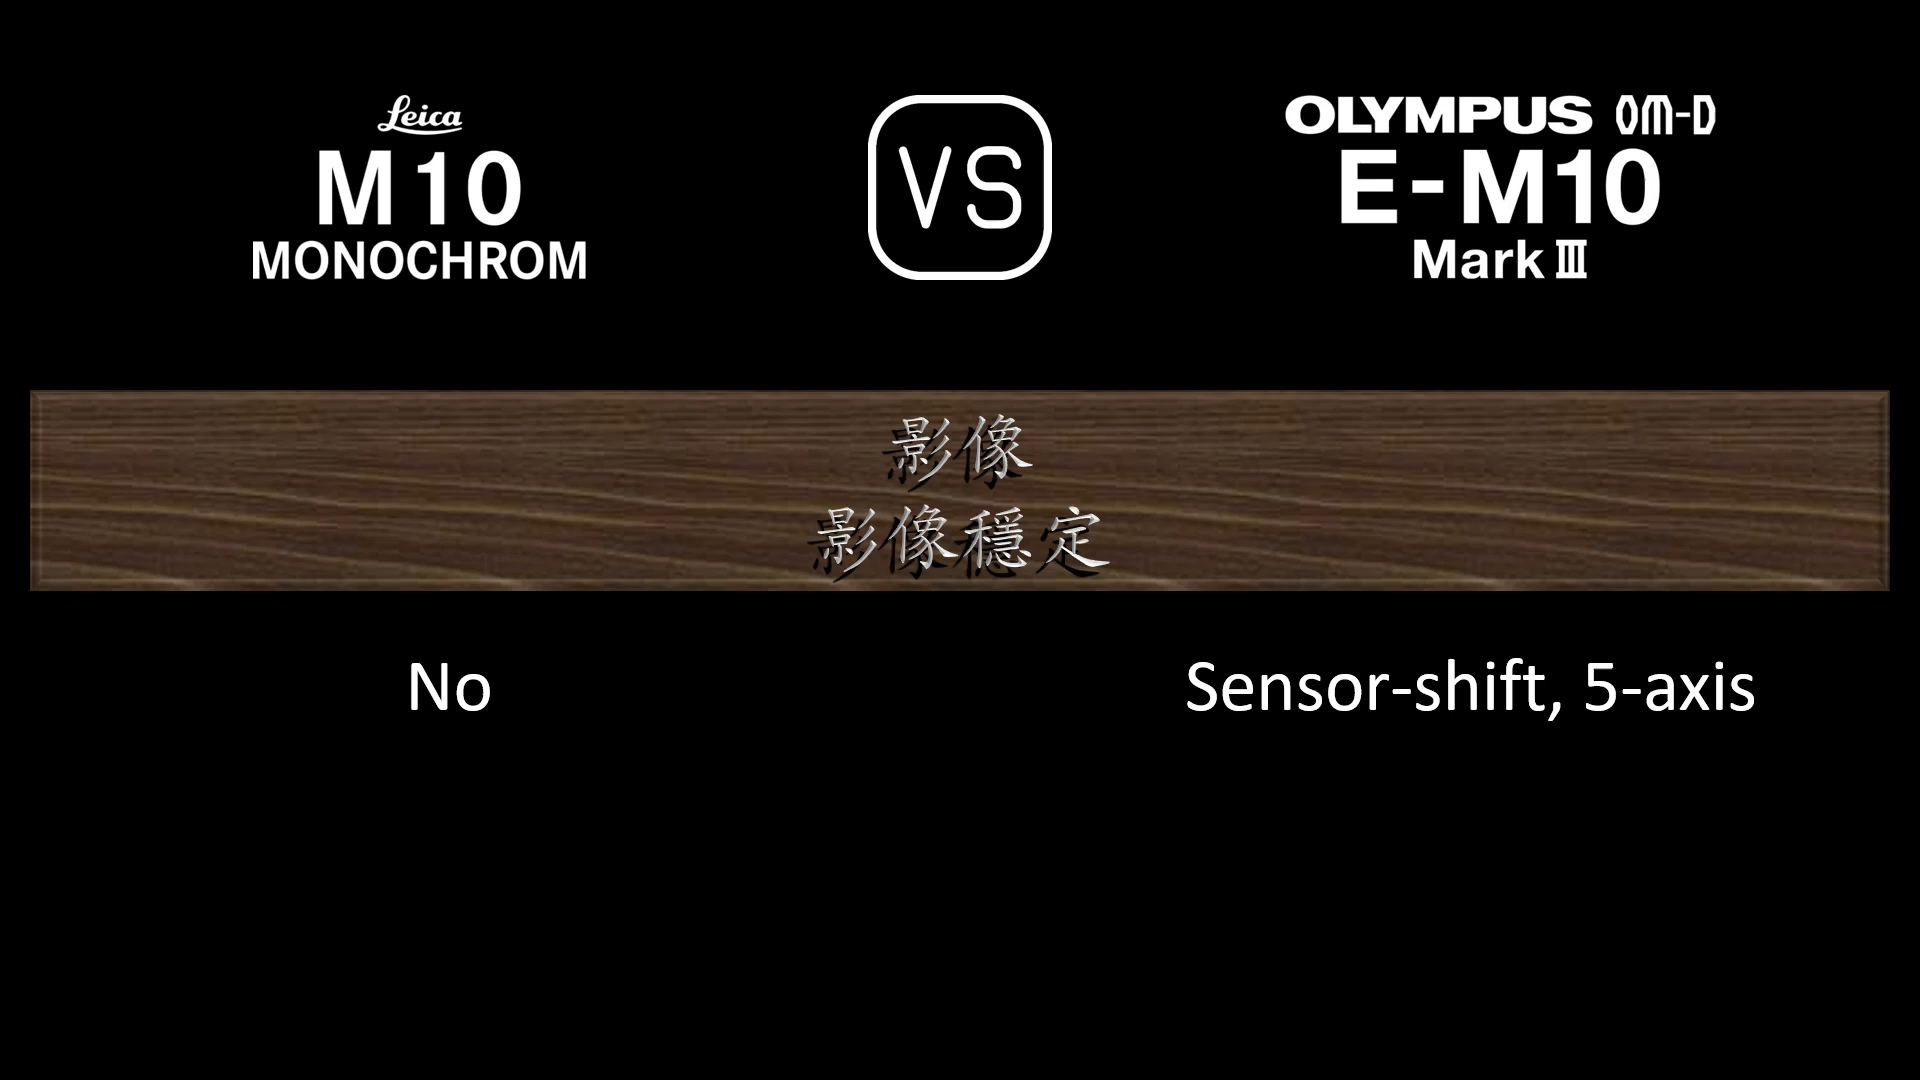 Leica
M10
MONOCHROM
VS
OLYMPUS OM-D
E-M10
Mark III
影像
影像穩定
No
Sensor-shift, 5-axis